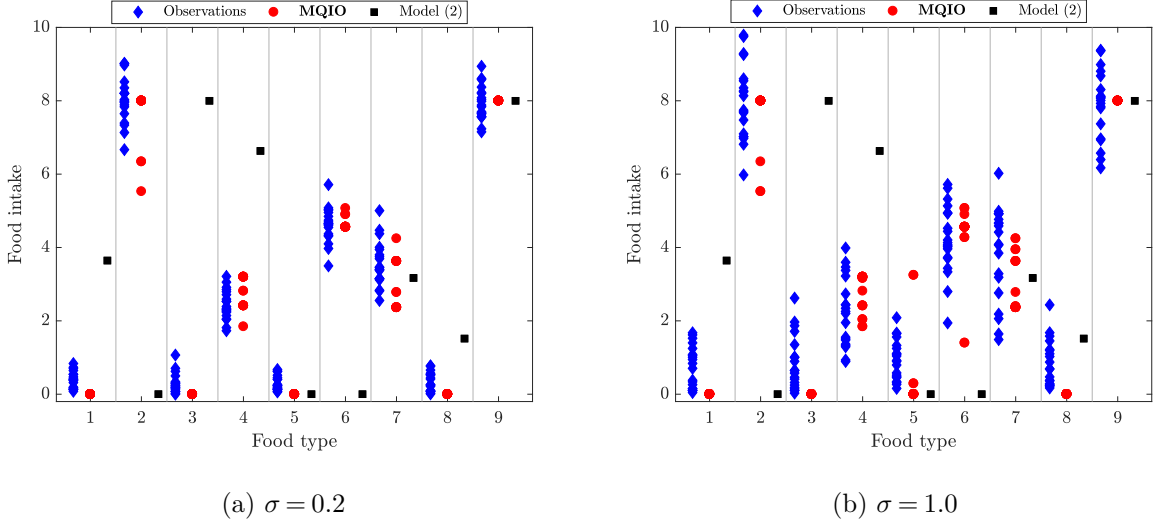 Observations MQIO Model (2)
10
8
6
4
2
0
Food intake
1 2 3 4 5 6 7 8 9
Food type
(a) σ = 0.2
Observations MQIO Model (2)
10
8
6
4
2
0
Food intake
1 2 3 4 5 6 7 8 9
Food type
(b) σ = 1.0